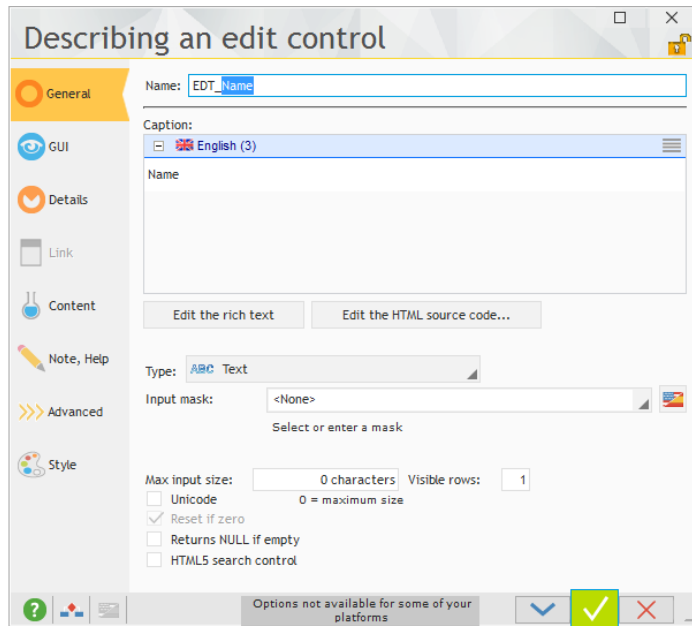 Describing an edit control
General
GUI
Details
Link
Content
Note, Help
Advanced
Style
Name: EDT_Name
Caption:
English (3)
Name
Edit the rich text Edit the HTML source code...
Type: ABC Text
Input mask: <None>
Select or enter a mask
Max input size: 0 characters Visible rows: 1
Unicode 0 = maximum size
Reset if zero
Returns NULL if empty
HTML5 search control
? Options not available for some of your
platforms